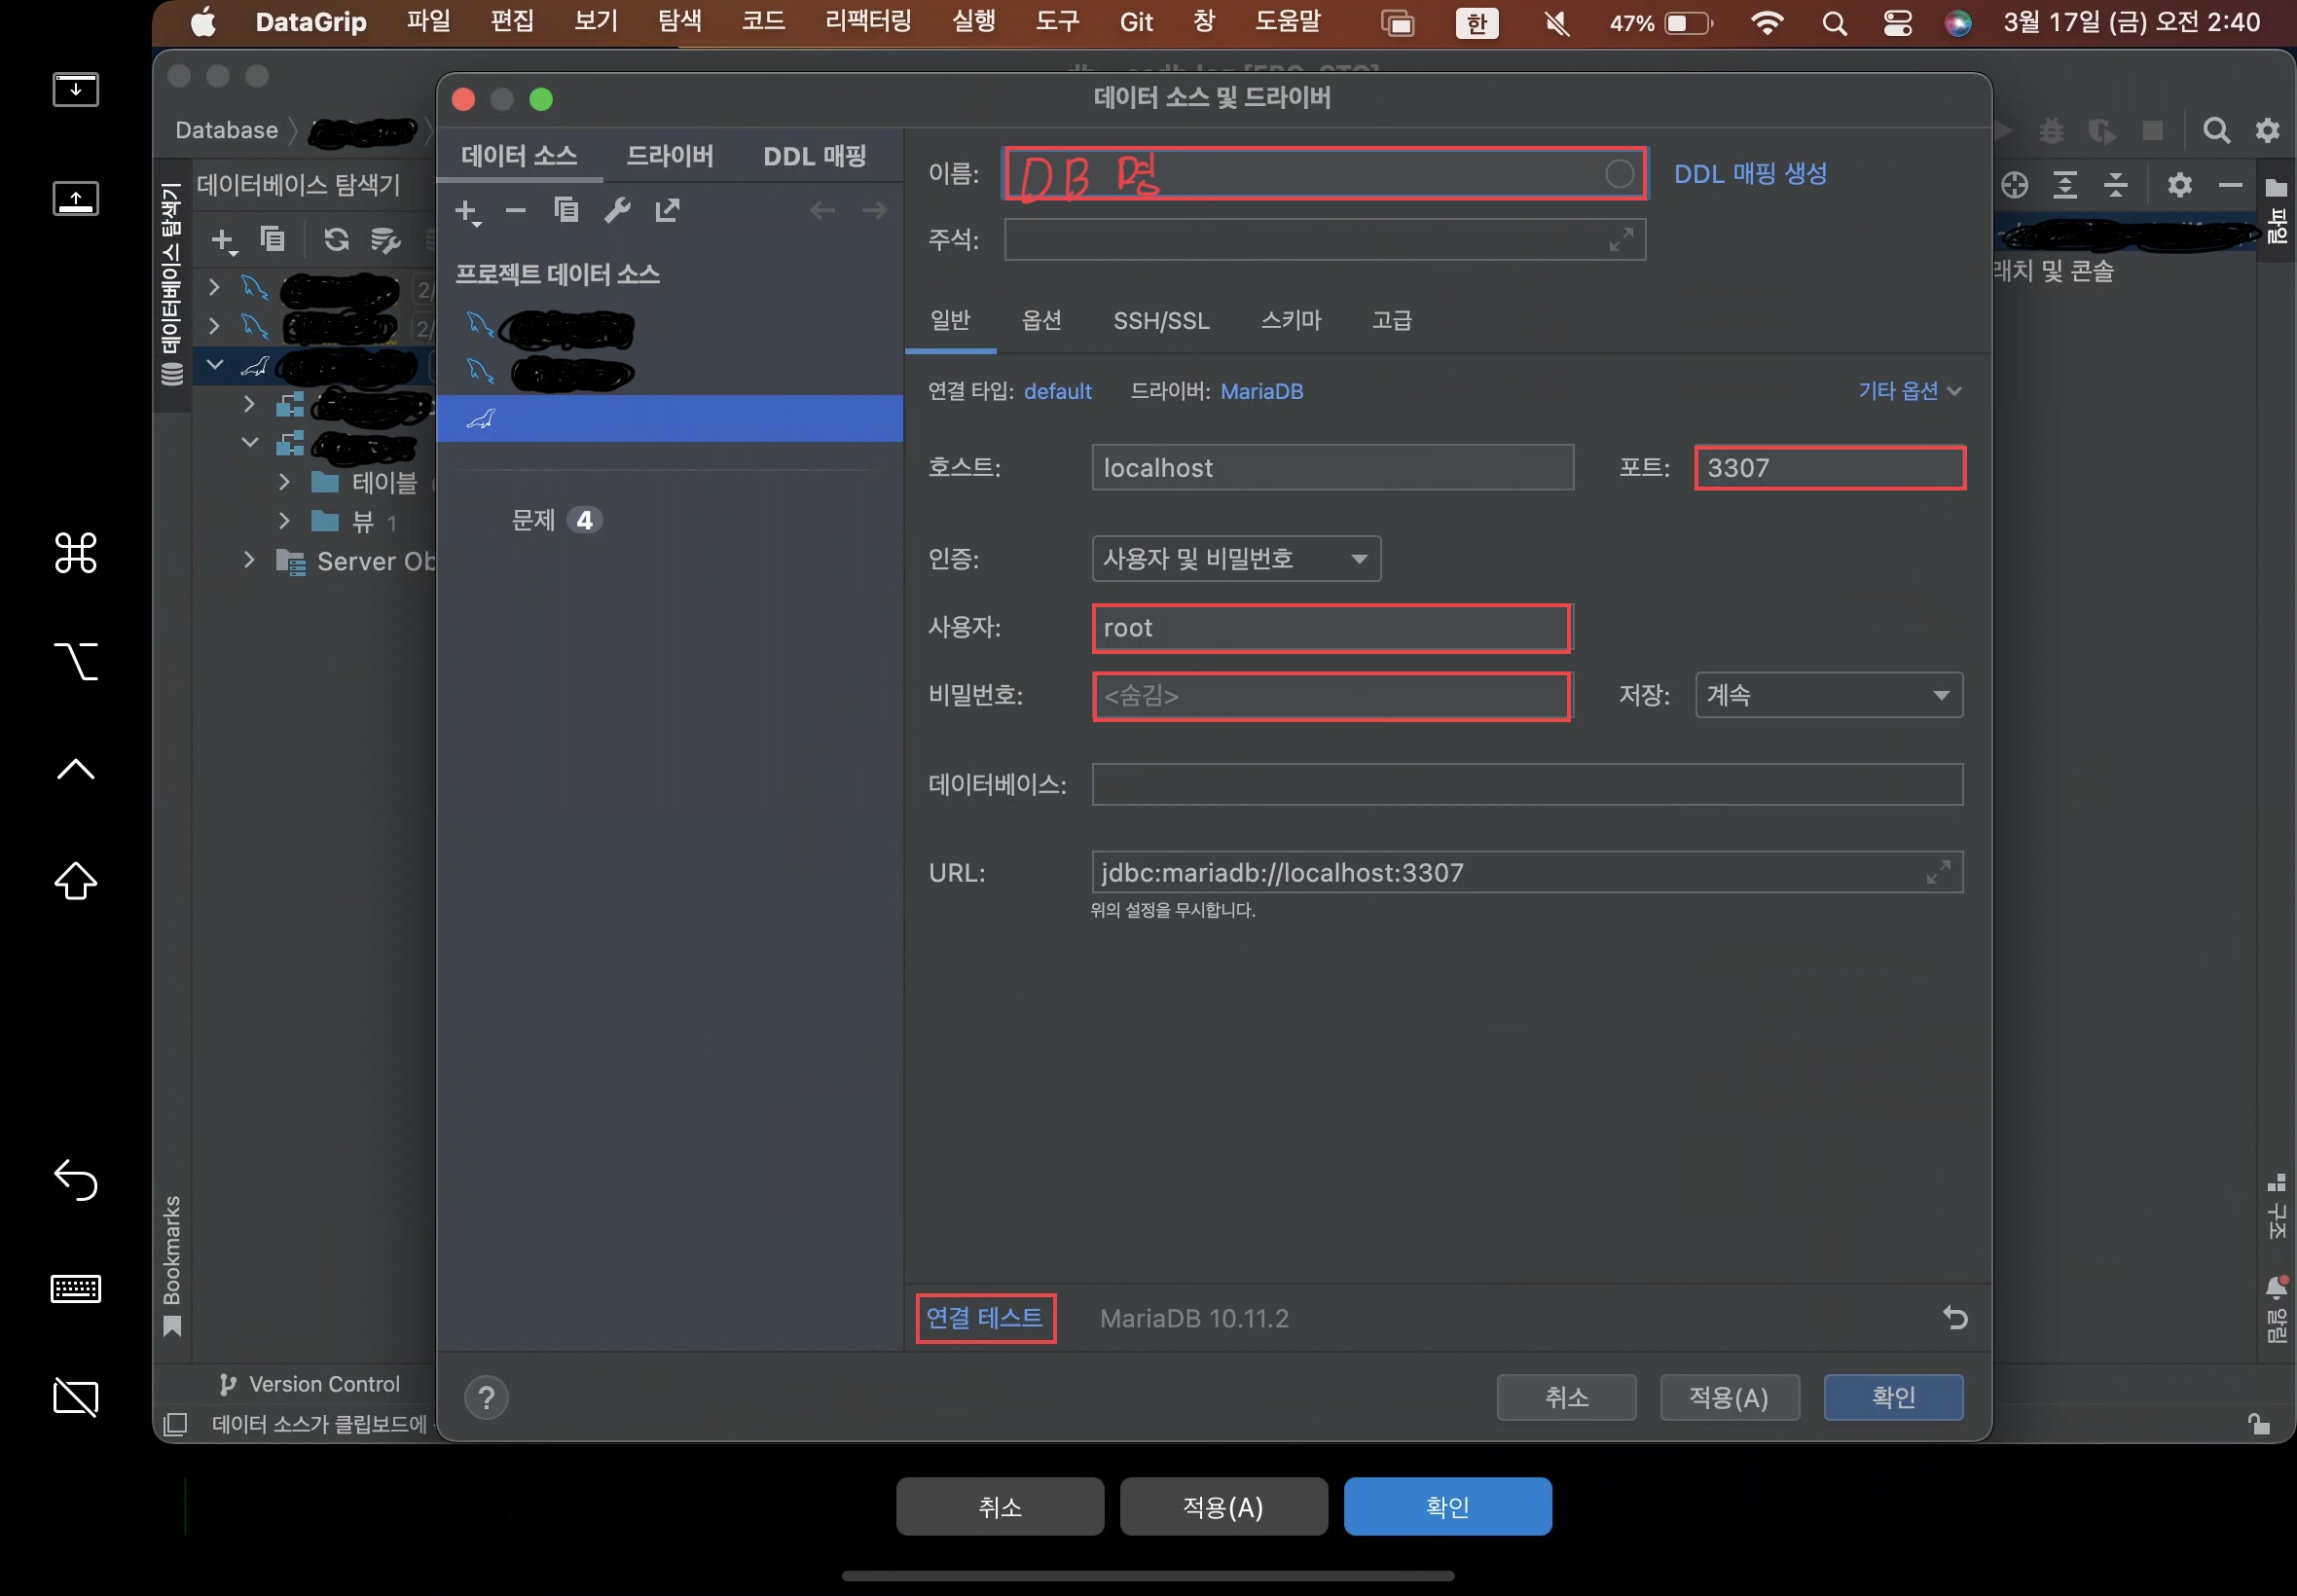 DataGrip 파일 편집 보기 탐색 코드 리팩터링 실행 도구 Git 창 도움말 한 47% 3월 17일 (금) 오전 2:40
데이터 소스 및 드라이버
Database
데이터베이스 탐색기
데이터베이스 탐색기
2/
2/
테이블
뷰 1
Server Ob
Bookmarks
Version Control
데이터 소스가 클립보드에
데이터 소스 드라이버 DDL 매핑
프로젝트 데이터 소스
문제 4
이름: DB 명 DDL 매핑 생성
주석:
일반 옵션 SSH/SSL 스키마 고급
연결 타입: default 드라이버: MariaDB 기타 옵션
호스트: localhost 포트: 3307
인증: 사용자 및 비밀번호
사용자: root
비밀번호: <숨김> 저장: 계속
데이터베이스:
URL: jdbc:mariadb://localhost:3307
위의 설정을 무시합니다.
연결 테스트 MariaDB 10.11.2
? 취소 적용(A) 확인
파일
래치 및 콘솔
구조
알림
취소 적용(A) 확인